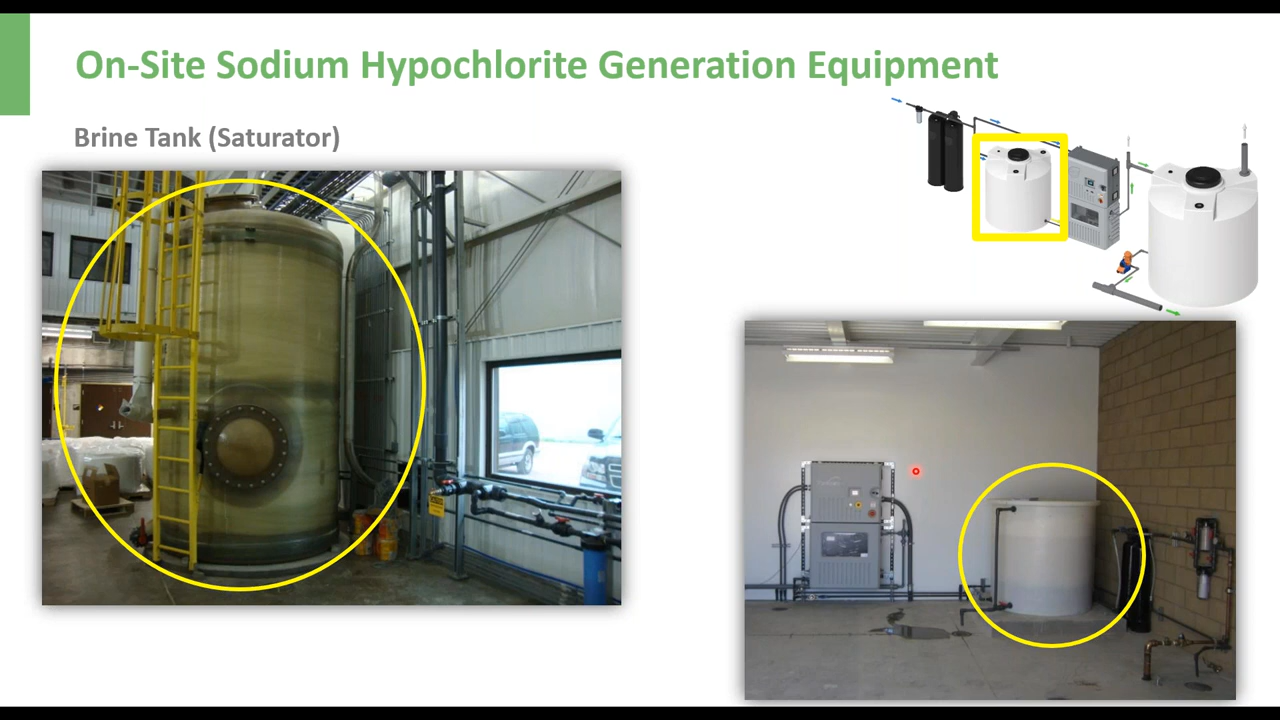 On-Site Sodium Hypochlorite Generation Equipment
Brine Tank (Saturator)